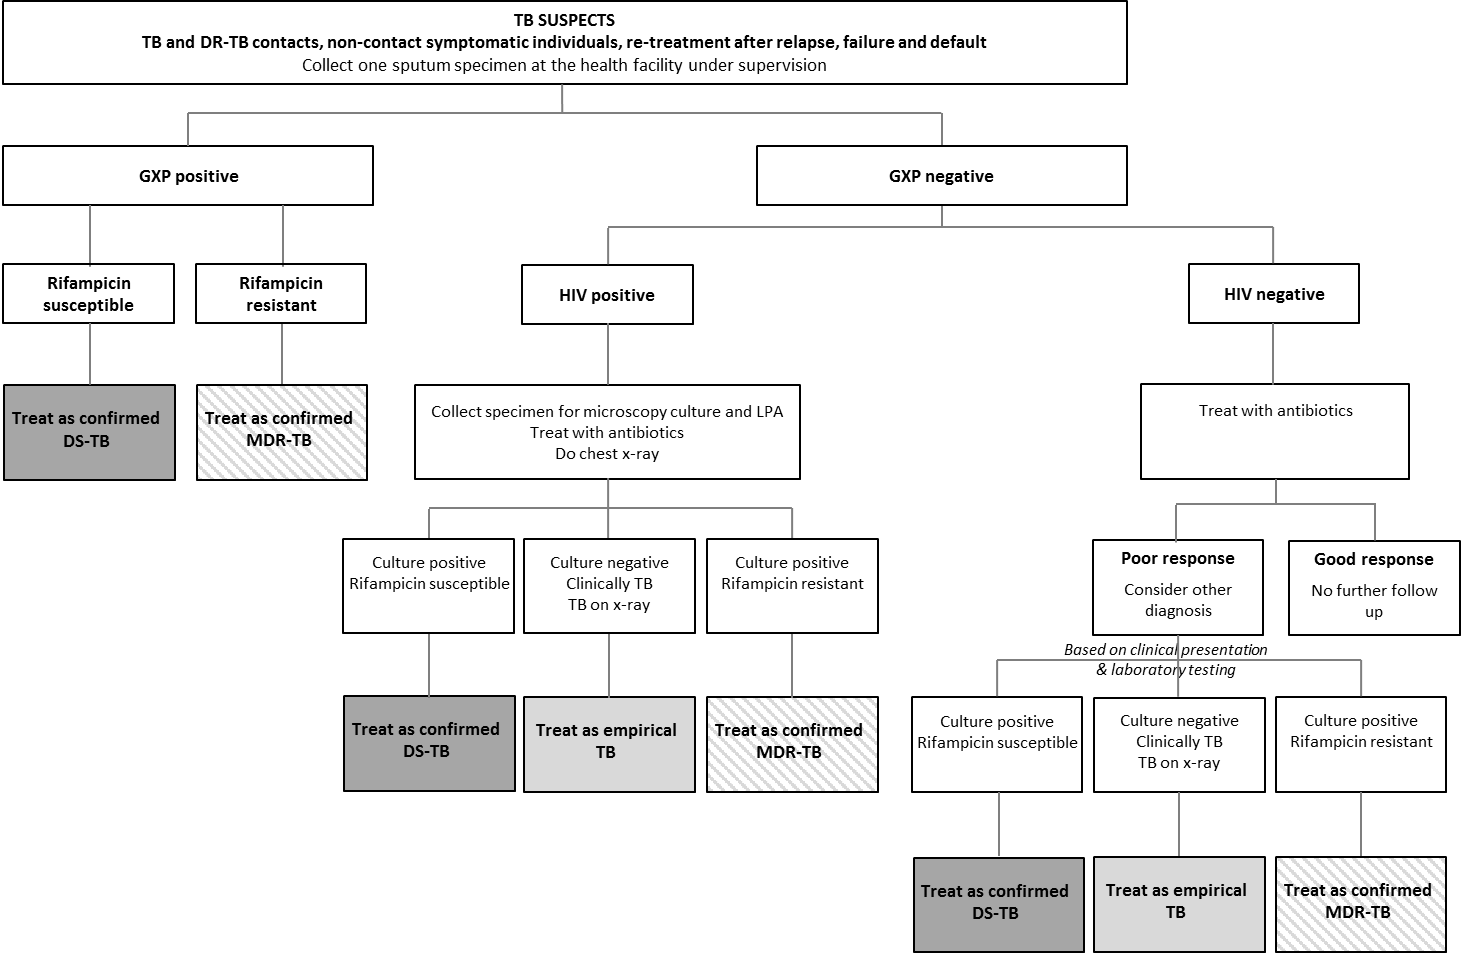 TB SUSPECTS
TB and DR-TB contacts, non-contact symptomatic individuals, re-treatment after relapse, failure and default
Collect one sputum specimen at the health facility under supervision
GXP positive
GXP negative
Rifampicin
susceptible
Rifampicin
resistant
HIV positive
HIV negative
Treat as confirmed
DS-TB
Treat as confirmed
MDR-TB
Collect specimen for microscopy culture and LPA
Treat with antibiotics
Do chest x-ray
Treat with antibiotics
Culture positive
Rifampicin susceptible
Culture negative
Clinically TB
TB on x-ray
Culture positive
Rifampicin resistant
Poor response
Consider other
diagnosis
Good response
No further follow
up
Based on clinical presentation
& laboratory testing
Treat as confirmed
DS-TB
Treat as empirical
TB
Treat as confirmed
MDR-TB
Culture positive
Rifampicin susceptible
Culture negative
Clinically TB
TB on x-ray
Culture positive
Rifampicin resistant
Treat as confirmed
DS-TB
Treat as empirical
TB
Treat as confirmed
MDR-TB